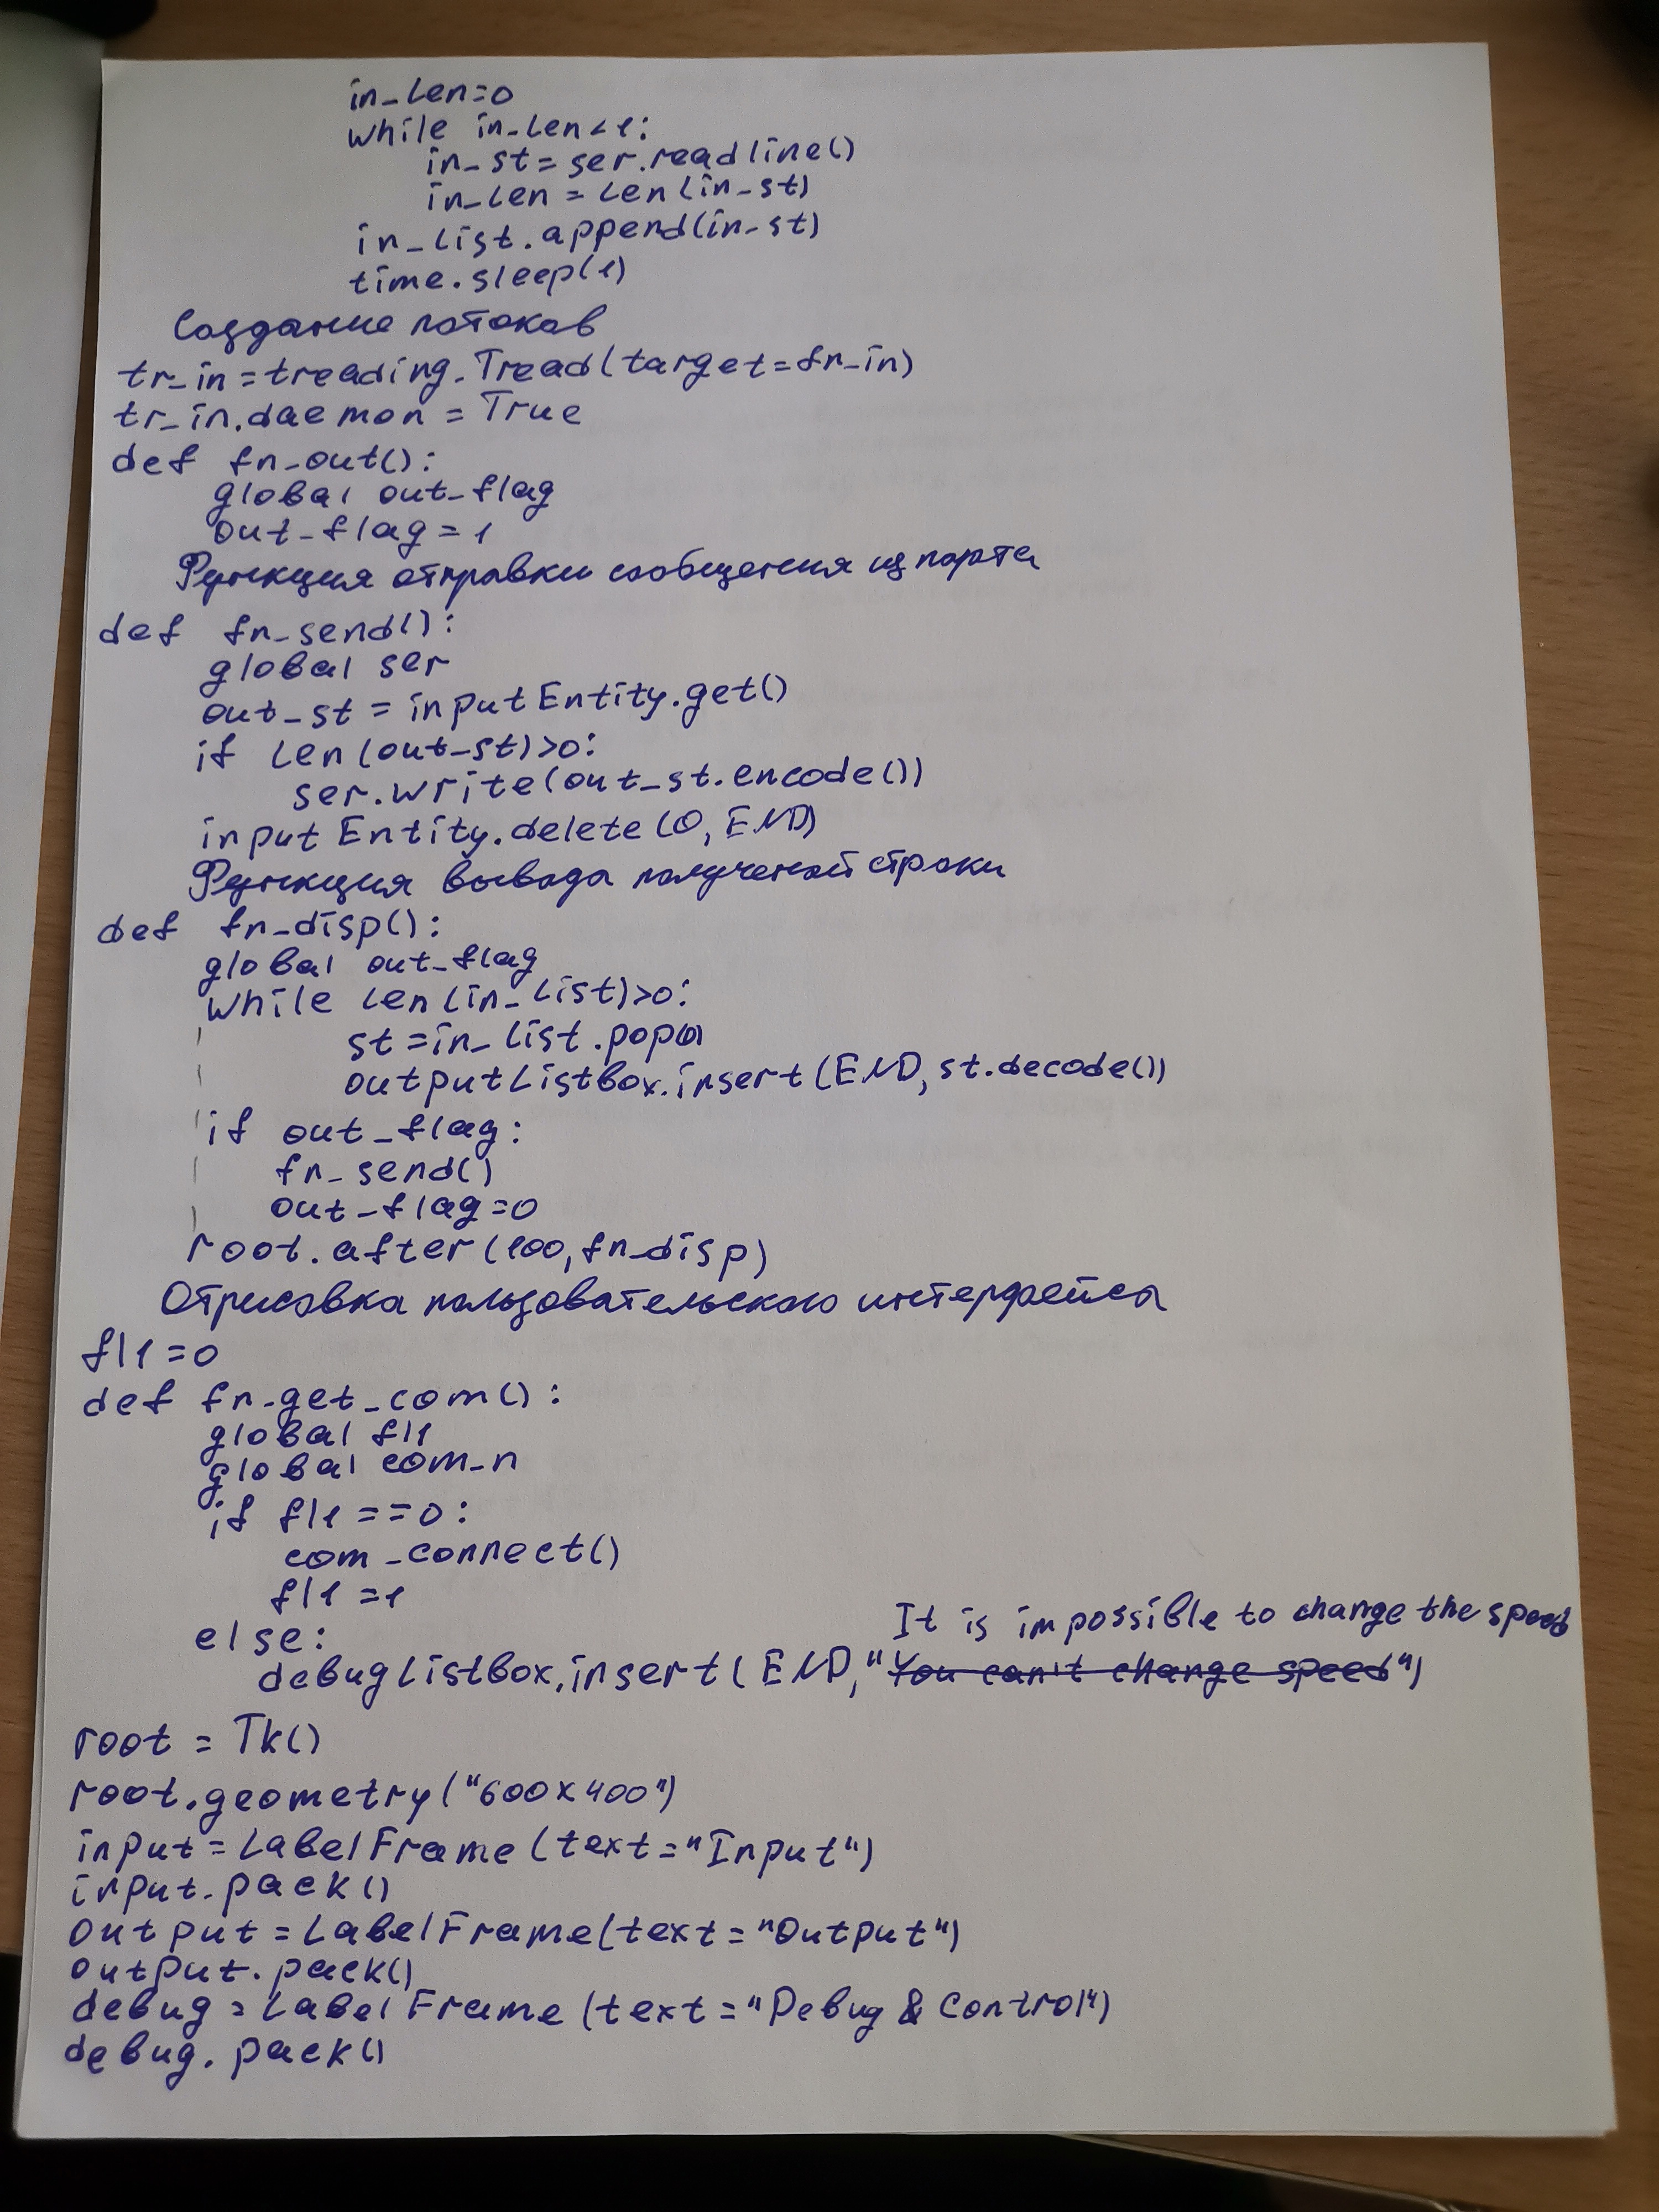 in_len=0
while in_len<1:
in_st=ser.readline()
in_len=len(in_st)
in_list.append(in_st)
time.sleep(1)
Создание потоков
tr_in=treading.Tread(target=fn_in)
tr_in.daemon=True
def fn_out():
global out_flag
out_flag=1
Функция отправки сообщения из порта
def fn_send():
global ser
out_st=inputEntity.get()
if len(out_st)>0:
ser.write(out_st.encode())
inputEntity.delete(0,END)
Функция вывода полученой строки
def fn_disp():
global out_flag
while len(in_list)>0:
st=in_list.pop(0)
outputListbox.insert(END,st.decode())
if out_flag:
fn_send()
out_flag=0
root.after(100,fn_disp)
Отрисовка пользовательского интерфейса
fl1=0
def fn_get_com():
global fl1
global com_n
if fl1==0:
com_connect()
fl1=1
It is impossible to change the speed
else:
debugListbox.insert(END,"You can't change speed")
root=Tk()
root.geometry("600x400")
input=LabelFrame(text="Input")
input.pack()
output=LabelFrame(text="Output")
output.pack()
debug=LabelFrame(text="Debug & Control")
debug.pack()